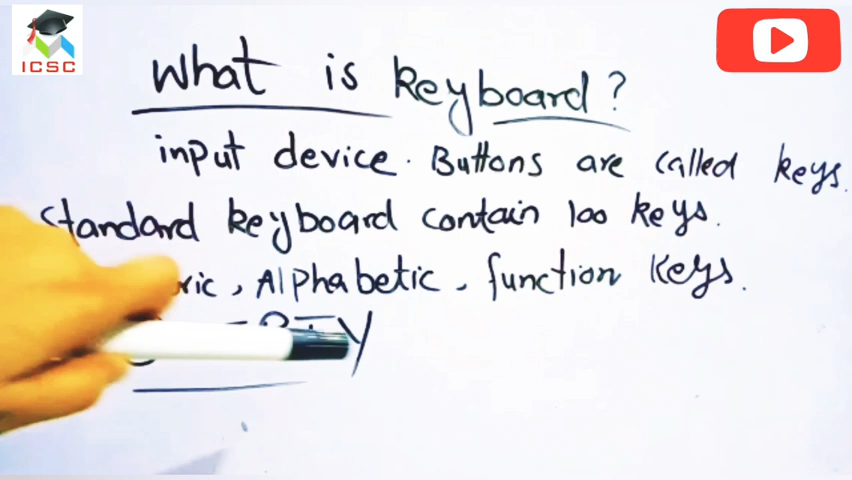 ICSC
What is keyboard?
input device. Buttons are called keys.
Standard keyboard contain 100 keys.
Alphabetic, function Keys.